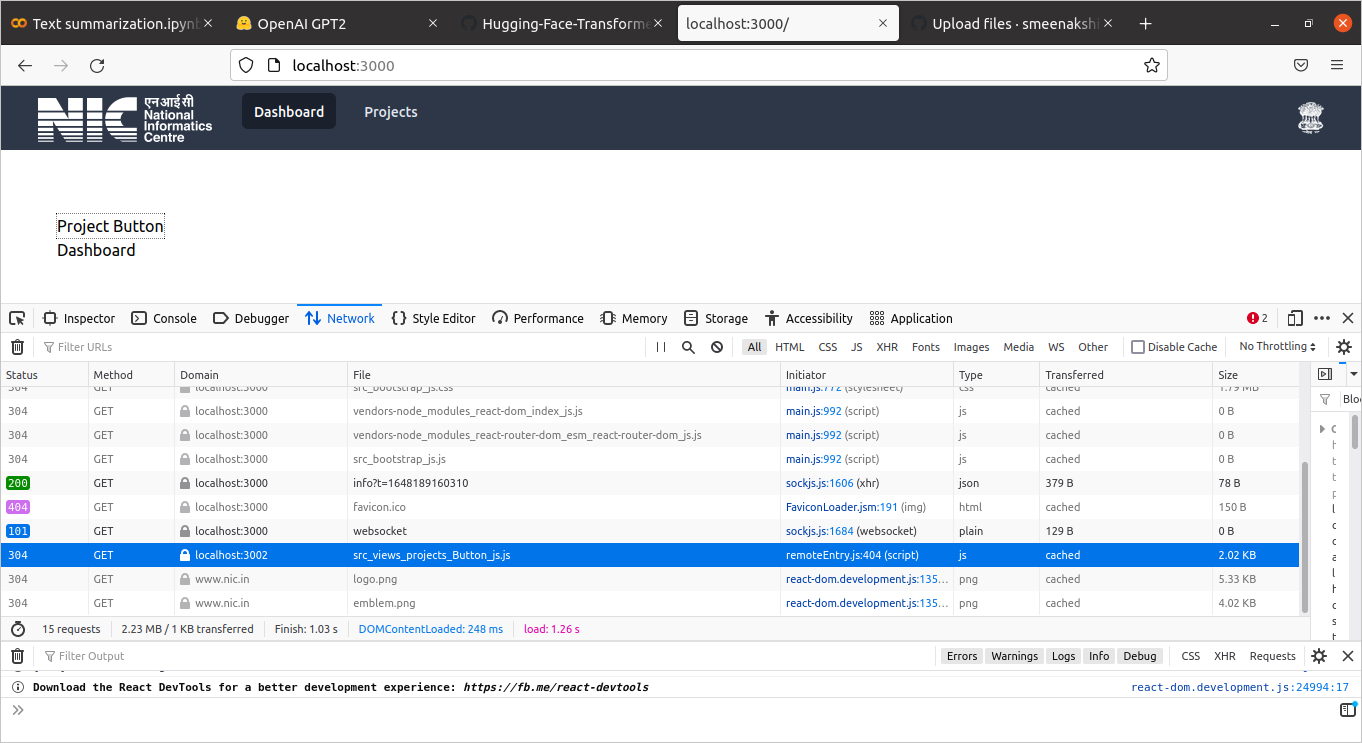 Text summarization.ipynb
OpenAI GPT2
Hugging-Face-Transforme
localhost:3000/
Upload files · smeenakshi
localhost:3000
NIC
एन आई सी
National
Informatics
Centre
Dashboard
Projects
Project Button
Dashboard
Inspector Console Debugger Network Style Editor Performance Memory Storage Accessibility Application 2
Filter URLs All HTML CSS JS XHR Fonts Images Media WS Other Disable Cache No Throttling
Status Method Domain File Initiator Type Transferred Size
304 GET localhost:3000 src_bootstrap_js.css main.js:772 (stylesheet) css cached 1.79 MB
304 GET localhost:3000 vendors-node_modules_react-dom_index_js.js main.js:992 (script) js cached 0 B
304 GET localhost:3000 vendors-node_modules_react-router-dom_esm_react-router-dom_js.js main.js:992 (script) js cached 0 B
304 GET localhost:3000 src_bootstrap_js.js main.js:992 (script) js cached 0 B
200 GET localhost:3000 info?t=1648189160310 sockjs.js:1606 (xhr) json 379 B 78 B
404 GET localhost:3000 favicon.ico FaviconLoader.jsm:191 (img) html 150 B
101 GET localhost:3000 websocket sockjs.js:1684 (websocket) plain 129 B 0 B
304 GET localhost:3002 src_views_projects_Button_js.js remoteEntry.js:404 (script) js cached 2.02 KB
304 GET www.nic.in logo.png react-dom.development.js:135… png cached 5.33 KB
304 GET www.nic.in emblem.png react-dom.development.js:135… png cached 4.02 KB
Blo
15 requests 2.23 MB / 1 KB transferred Finish: 1.03 s DOMContentLoaded: 248 ms load: 1.26 s
Filter Output Errors Warnings Logs Info Debug CSS XHR Requests
Download the React DevTools for a better development experience: https://fb.me/react-devtools react-dom.development.js:24994:17